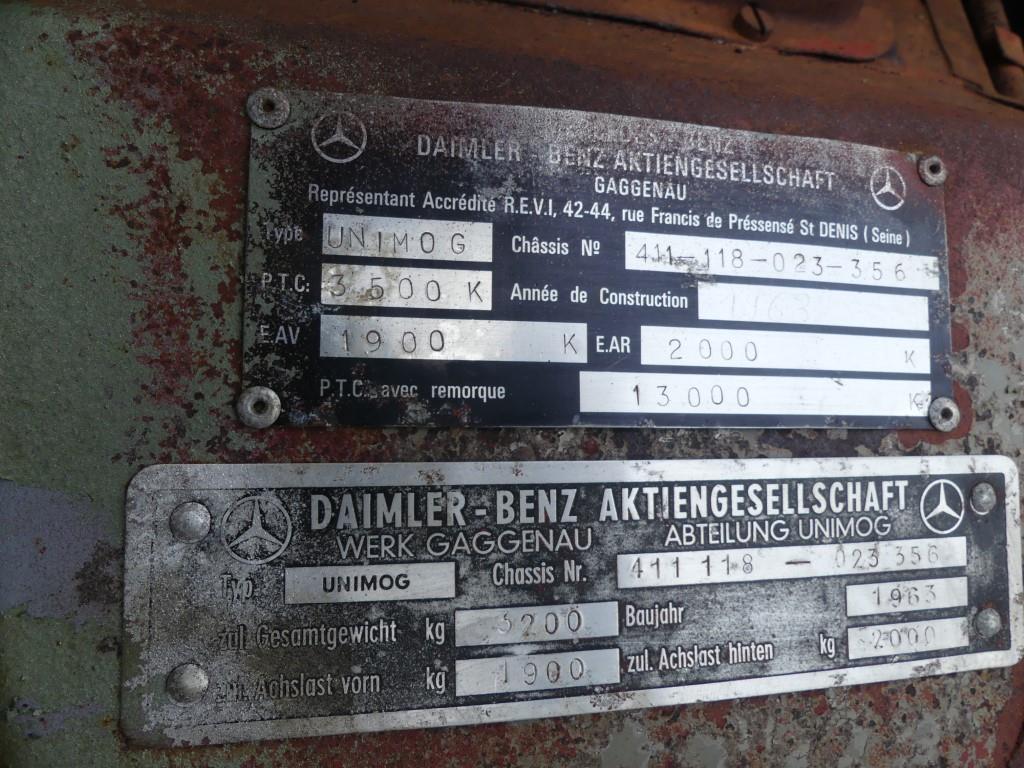 DAIMLER - BENZ AKTIENGESELLSCHAFT
GAGGENAU
Représentant Accrédité R.E.V.I, 42-44, rue Francis de Préssensé St DENIS (Seine)
Type UNIMOG Châssis Nº 411-118-023-356
P.T.C: 3500 K Année de Construction 1963
E.AV 1900 K E.AR 2000 K
P.T.C. avec remorque 13000 K
DAIMLER-BENZ AKTIENGESELLSCHAFT
WERK GAGGENAU ABTEILUNG UNIMOG
Typ UNIMOG Chassis Nr. 411 118 — 023 356
zul. Gesamtgewicht kg 3200 Baujahr 1963
zul. Achslast vorn kg 1900 zul. Achslast hinten kg 2000